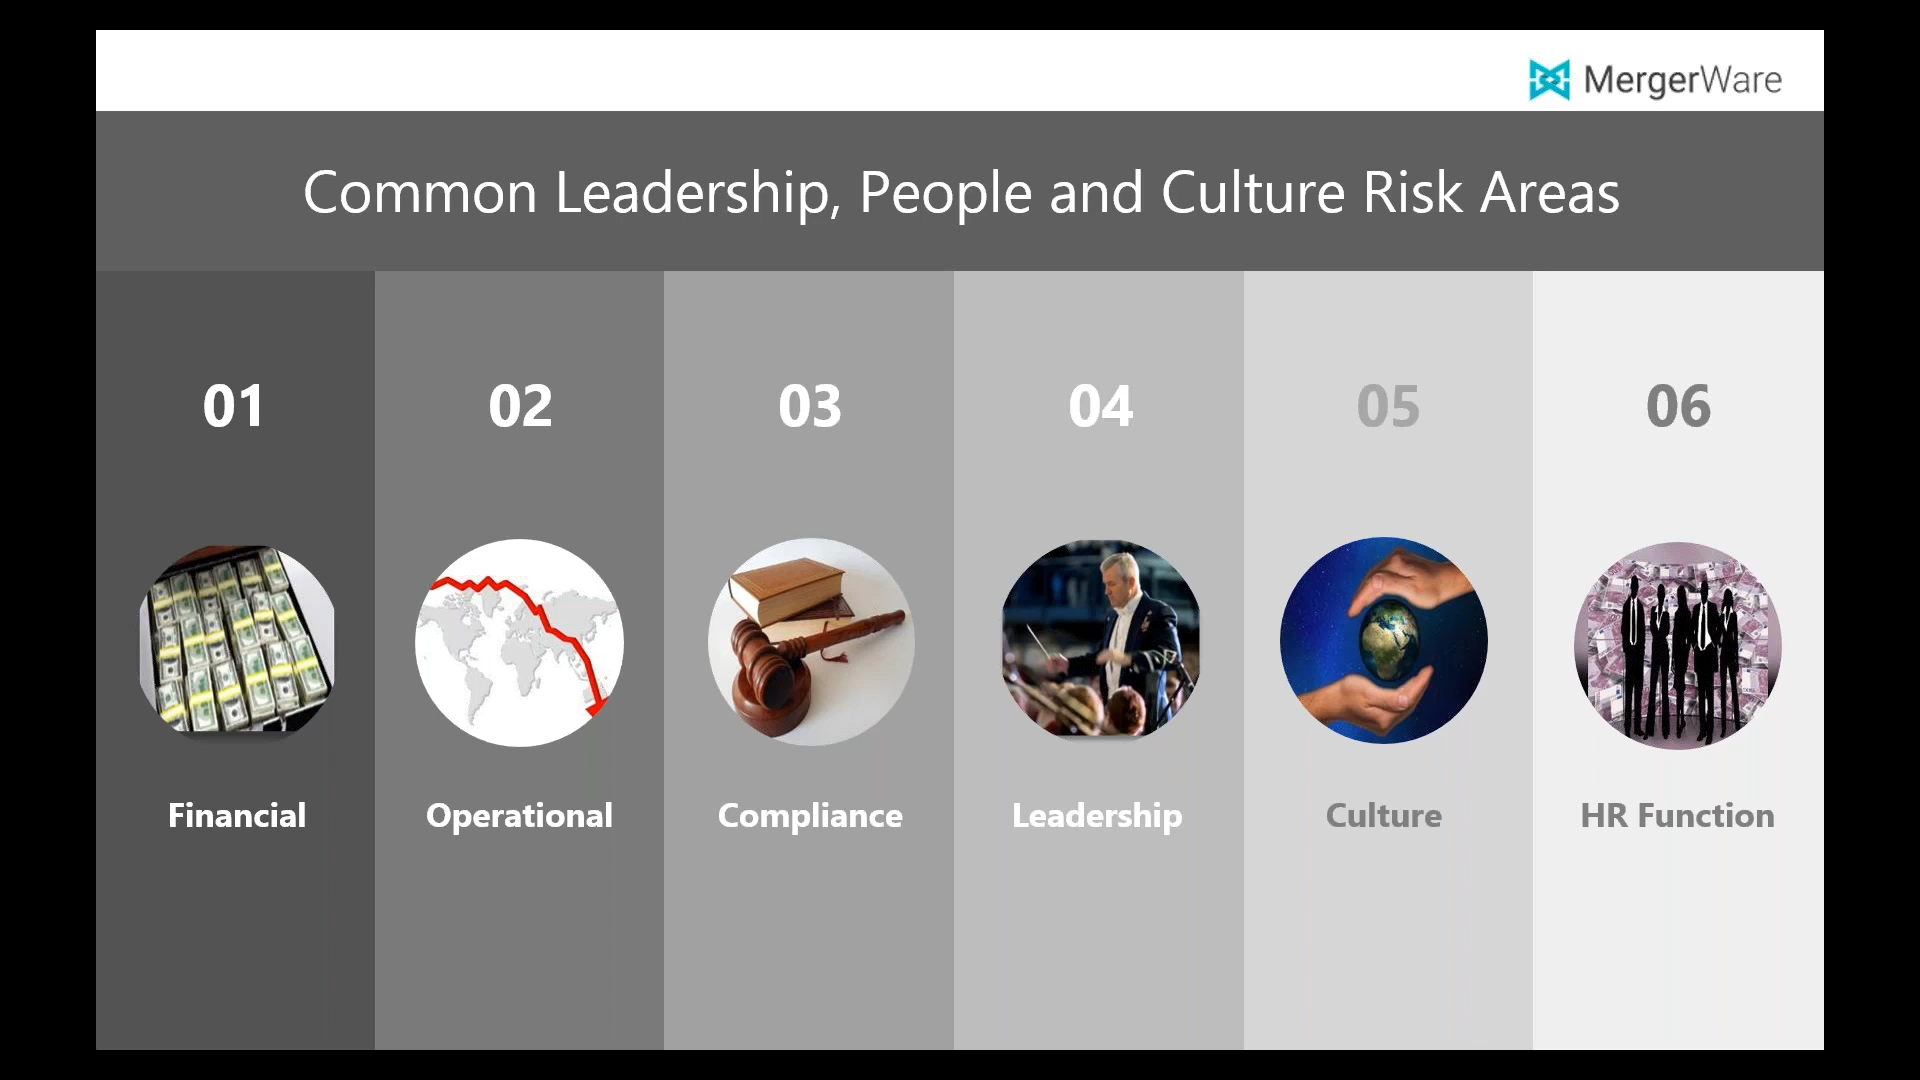 MergerWare
Common Leadership, People and Culture Risk Areas
01
02
03
04
05
06
Financial
Operational
Compliance
Leadership
Culture
HR Function